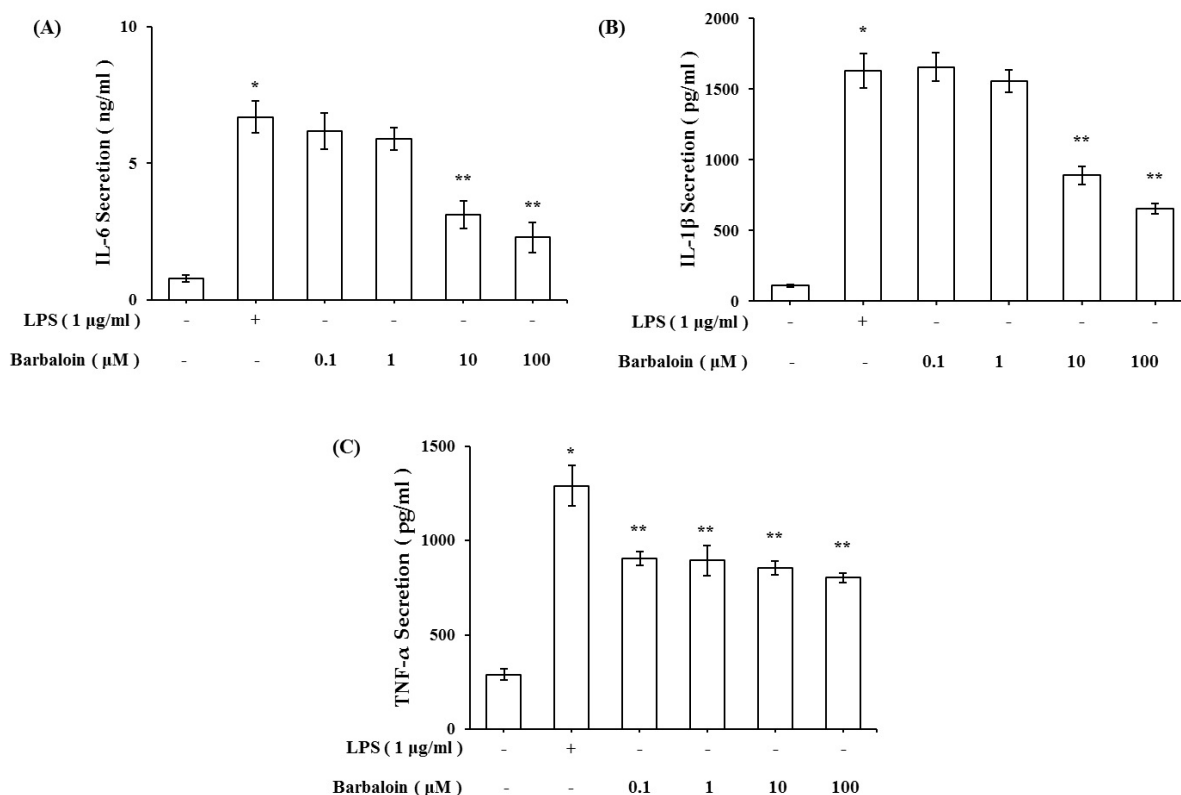 (A)
IL-6 Secretion ( ng/ml )
10
5
0
*
**
**
LPS ( 1 μg/ml ) - + - - - -
Barbaloin ( μM ) - - 0.1 1 10 100
(B)
IL-1β Secretion ( pg/ml )
2000
1500
1000
500
0
*
**
**
LPS ( 1 μg/ml ) - + - - - -
Barbaloin ( μM ) - - 0.1 1 10 100
(C)
TNF-α Secretion ( pg/ml )
1500
1000
500
0
*
**
**
**
**
LPS ( 1 μg/ml ) - + - - - -
Barbaloin ( μM ) - - 0.1 1 10 100